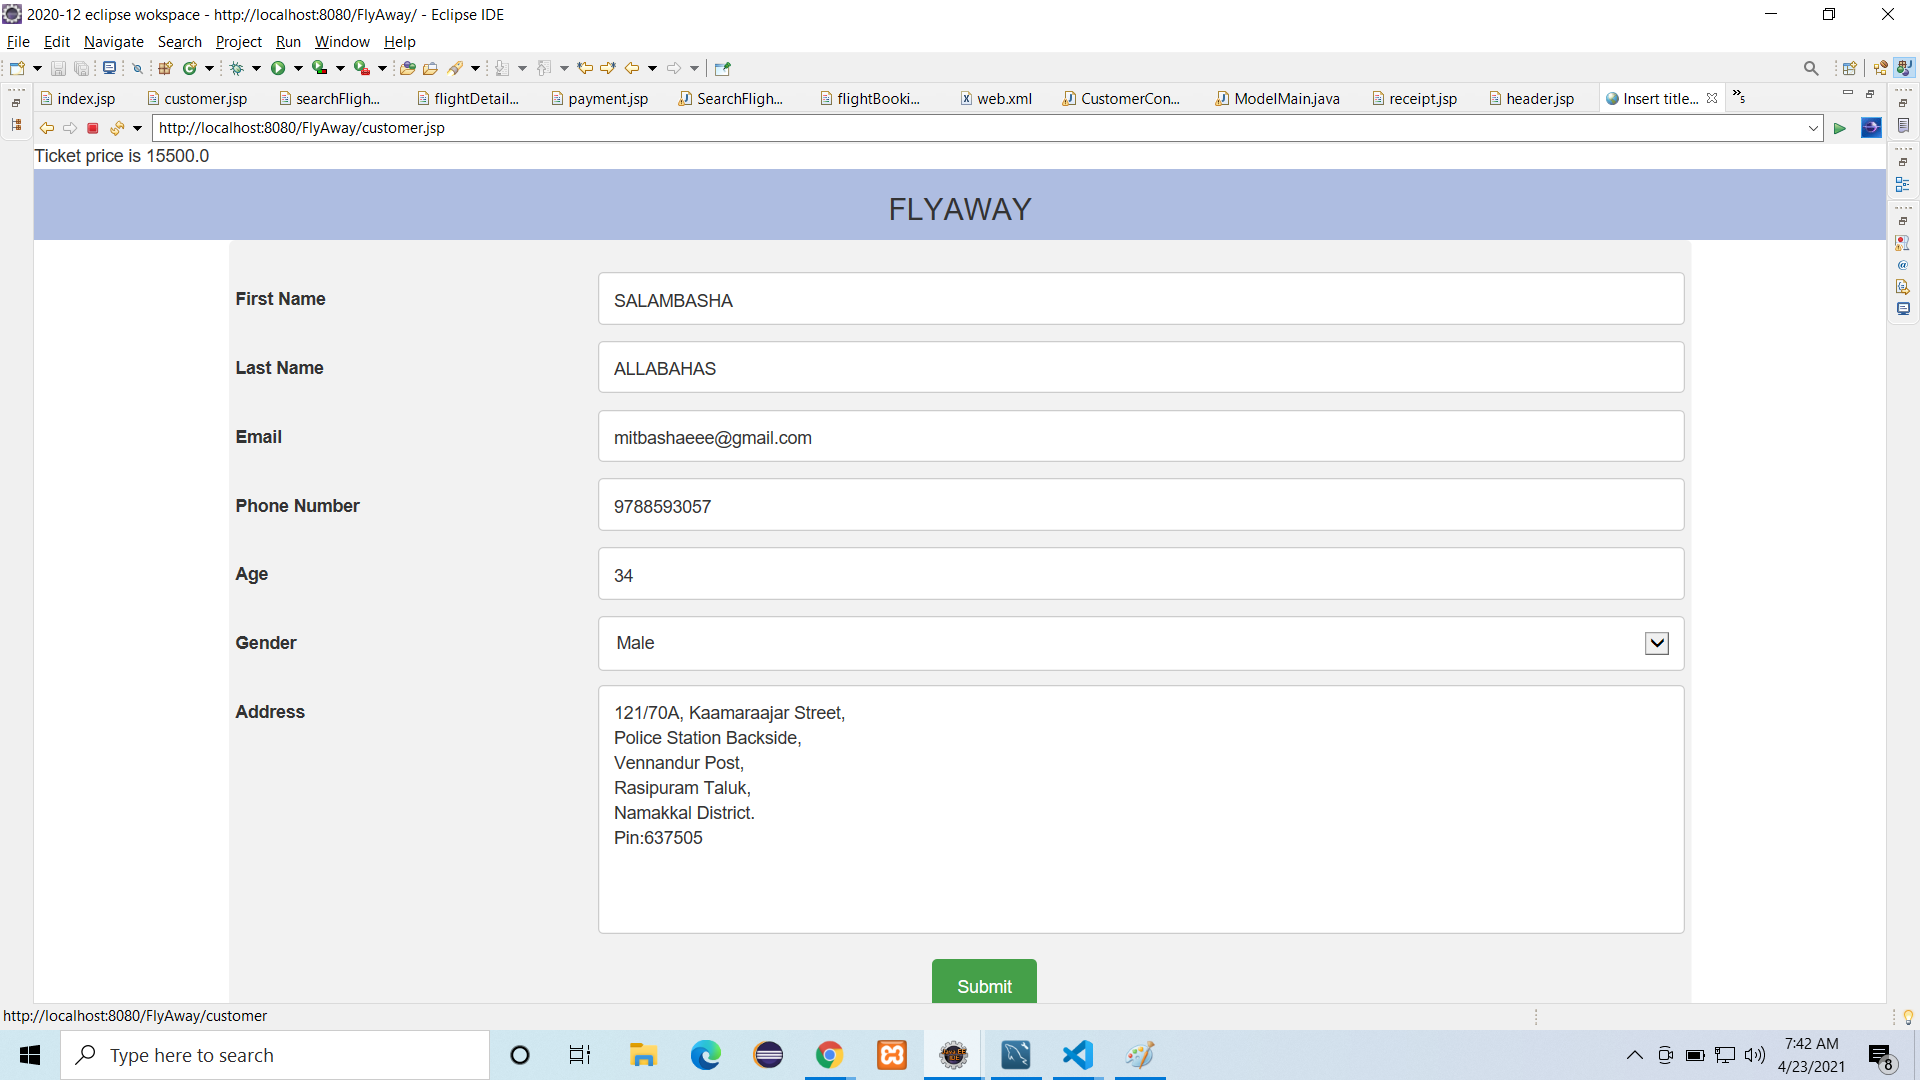 2020-12 eclipse wokspace - http://localhost:8080/FlyAway/ - Eclipse IDE
File Edit Navigate Search Project Run Window Help
index.jsp customer.jsp searchFligh... flightDetail... payment.jsp SearchFligh... flightBooki... web.xml CustomerCon... ModelMain.java receipt.jsp header.jsp Insert title... 5
http://localhost:8080/FlyAway/customer.jsp
Ticket price is 15500.0
FLYAWAY
First Name SALAMBASHA
Last Name ALLABAHAS
Email mitbashaeee@gmail.com
Phone Number 9788593057
Age 34
Gender Male
Address 121/70A, Kaamaraajar Street,
Police Station Backside,
Vennandur Post,
Rasipuram Taluk,
Namakkal District.
Pin:637505
Submit
http://localhost:8080/FlyAway/customer
Type here to search
7:42 AM
4/23/2021
8